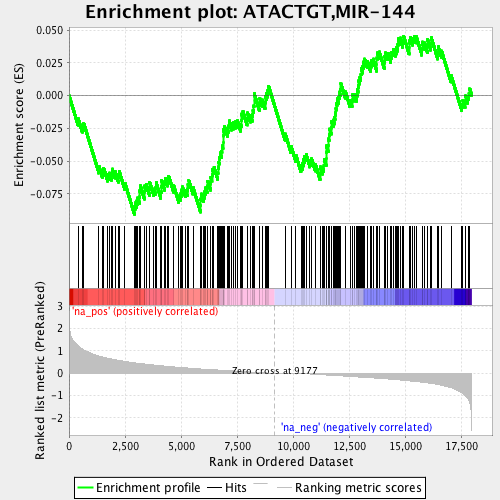 Enrichment plot: ATACTGT,MIR-144
Enrichment score (ES)
0.050
0.025
0.000
-0.025
-0.050
-0.075
Ranked list metric (PreRanked)
3
2
1
0
-1
-2
'na_pos' (positively correlated)
Zero cross at 9177
'na_neg' (negatively correlated)
0
2,500
5,000
7,500
10,000
12,500
15,000
17,500
Rank in Ordered Dataset
Enrichment profile
Hits
Ranking metric scores